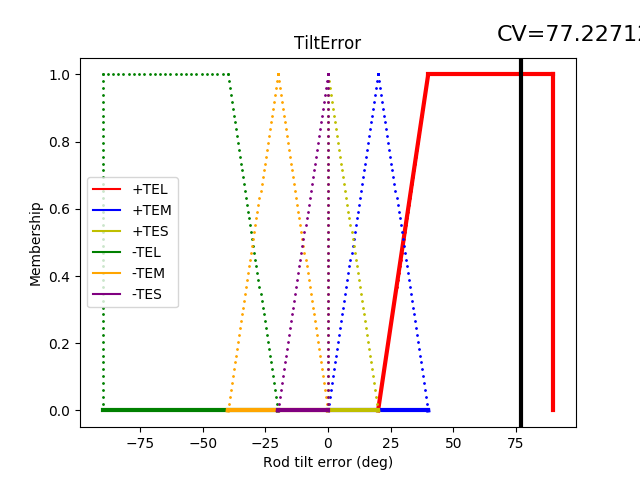 CV=77.22712
TiltError
1.0
0.8
0.6
0.4
0.2
0.0
Membership
+TEL
+TEM
+TES
-TEL
-TEM
-TES
−75
−50
−25
0
25
50
75
Rod tilt error (deg)